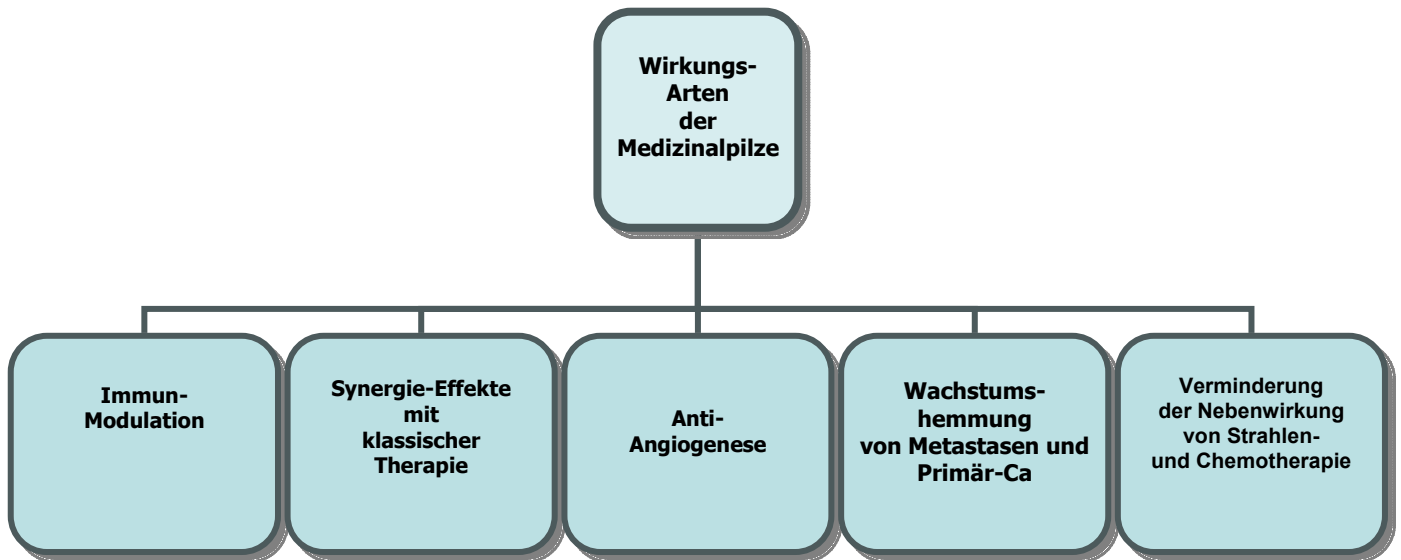 Wirkungs-
Arten
der
Medizinalpilze
Immun-
Modulation
Synergie-Effekte
mit
klassischer
Therapie
Anti-
Angiogenese
Wachstums-
hemmung
von Metastasen und
Primär-Ca
Verminderung
der Nebenwirkung
von Strahlen-
und Chemotherapie